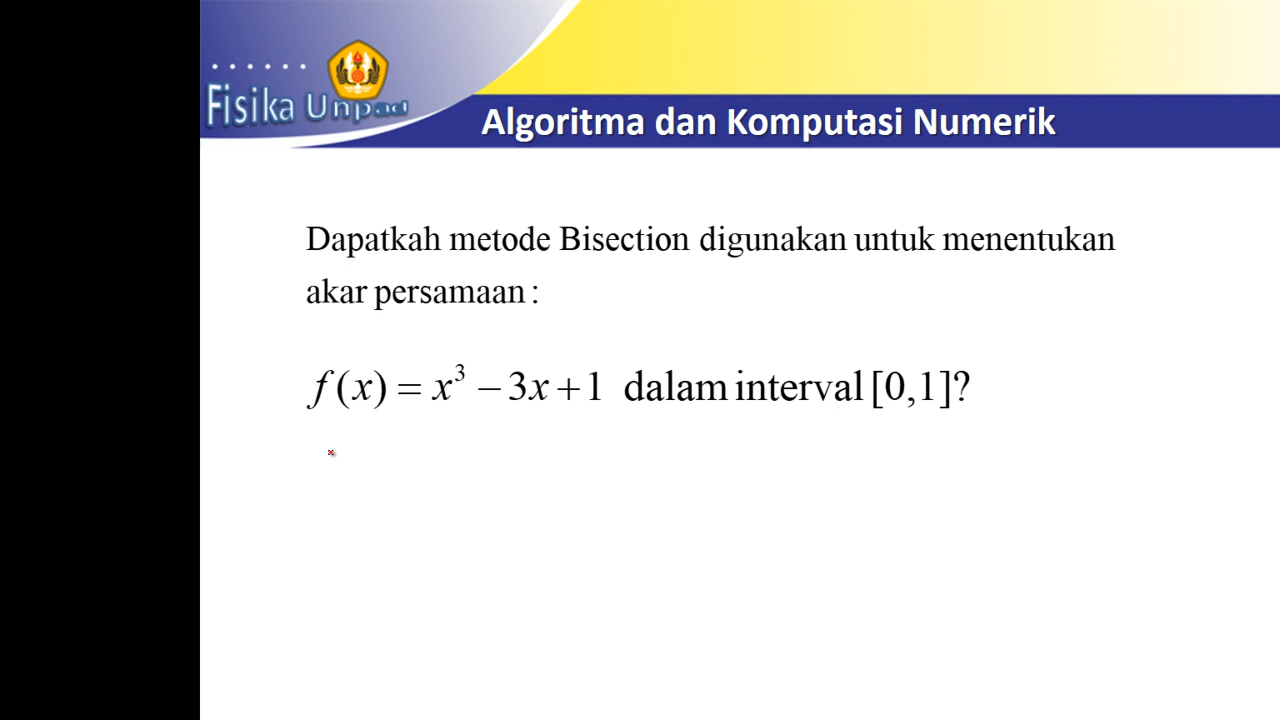 Fisika Unpad
Algoritma dan Komputasi Numerik
Dapatkah metode Bisection digunakan untuk menentukan
akar persamaan :
f(x) = x³ − 3x + 1 dalam interval [0,1]?